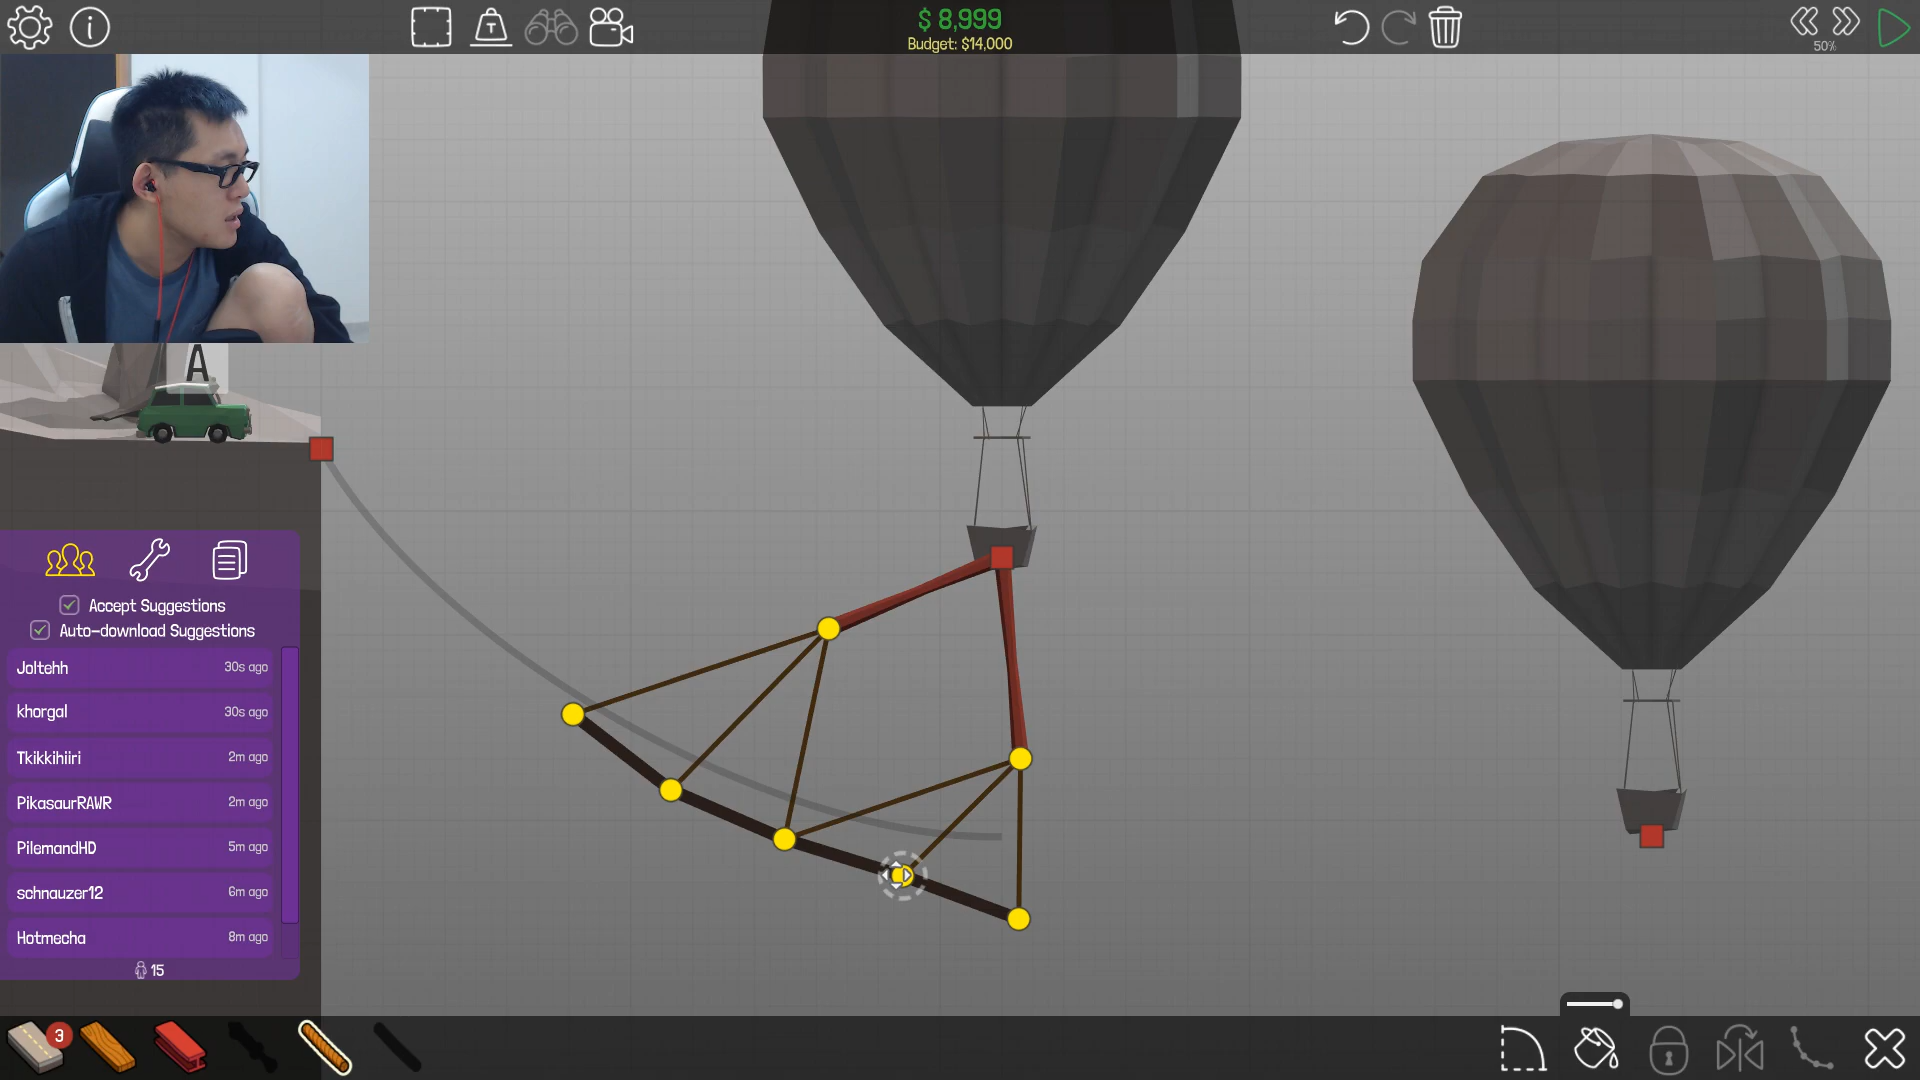 $ 8,999
Budget: $14,000
50%
A
Accept Suggestions
Auto-download Suggestions
Joltehh 30s ago
khorgal 30s ago
Tkikkihiiri 2m ago
PikasaurRAWR 2m ago
PilemandHD 5m ago
schnauzer12 6m ago
Hotmecha 8m ago
15
3